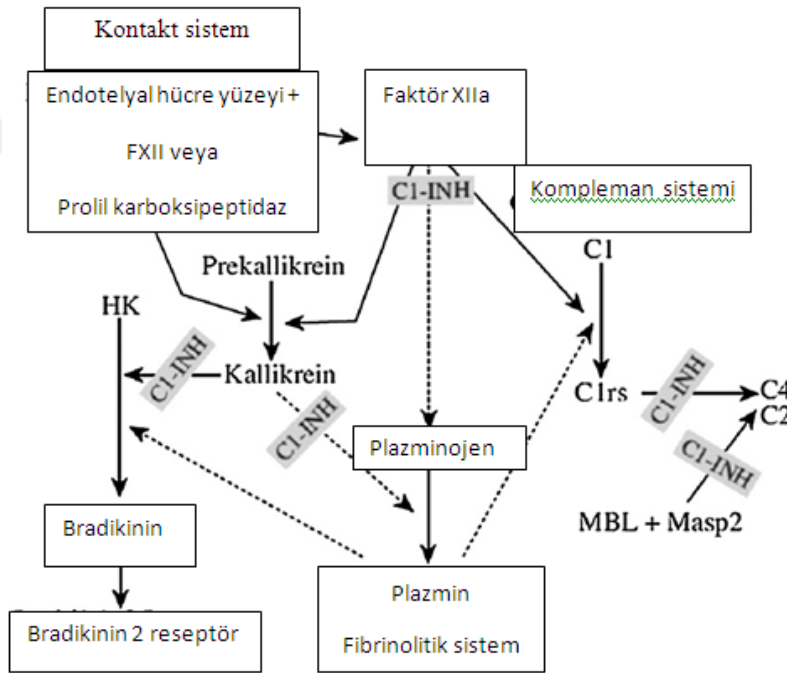 Kontakt sistem
Endotelyal hücre yüzeyi +
FXII veya
Prolil karboksipeptidaz
Faktör XIIa
C1-INH
Kompleman sistemi
Prekallikrein
C1
HK
C1-INH
Kallikrein
C1-INH
C1rs
C1-INH
C4
C2
C1-INH
Plazminojen
MBL + Masp2
Bradikinin
Plazmin
Fibrinolitik sistem
Bradikinin 2 reseptör